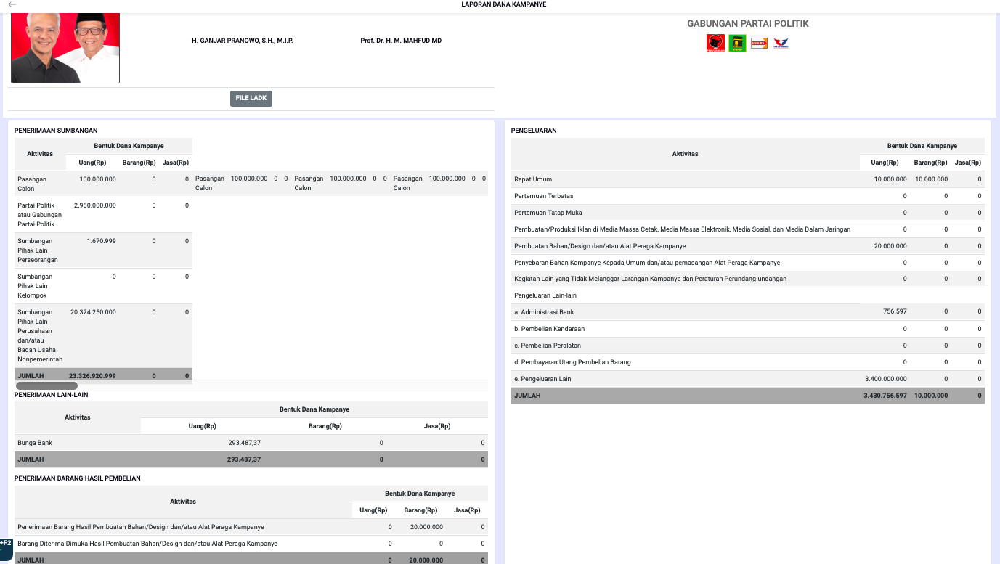 LAPORAN DANA KAMPANYE
H. GANJAR PRANOWO, S.H., M.I.P.
Prof. Dr. H. M. MAHFUD MD
GABUNGAN PARTAI POLITIK
FILE LADK
PENERIMAAN SUMBANGAN
Aktivitas
Bentuk Dana Kampanye
Uang(Rp) Barang(Rp) Jasa(Rp)
Pasangan 100.000.000 0 0 Pasangan 100.000.000 0 0 Pasangan 100.000.000 0 0 Pasangan 100.000.000 0 0
Calon Calon Calon Calon
Partai Politik 2.950.000.000 0 0
atau Gabungan
Partai Politik
Sumbangan 1.670.999 0 0
Pihak Lain
Perseorangan
Sumbangan 0 0 0
Pihak Lain
Kelompok
Sumbangan 20.324.250.000 0 0
Pihak Lain
Perusahaan
dan/atau
Badan Usaha
Nonpemerintah
JUMLAH 23.326.920.999 0 0
PENERIMAAN LAIN-LAIN
Aktivitas
Bentuk Dana Kampanye
Uang(Rp) Barang(Rp) Jasa(Rp)
Bunga Bank 293.487,37 0 0
JUMLAH 293.487,37 0 0
PENERIMAAN BARANG HASIL PEMBELIAN
Aktivitas
Bentuk Dana Kampanye
Uang(Rp) Barang(Rp) Jasa(Rp)
Penerimaan Barang Hasil Pembuatan Bahan/Design dan/atau Alat Peraga Kampanye 0 20.000.000 0
Barang Diterima Dimuka Hasil Pembuatan Bahan/Design dan/atau Alat Peraga Kampanye 0 0 0
JUMLAH 0 20.000.000 0
+F2
PENGELUARAN
Aktivitas
Bentuk Dana Kampanye
Uang(Rp) Barang(Rp) Jasa(Rp)
Rapat Umum 10.000.000 10.000.000 0
Pertemuan Terbatas 0 0 0
Pertemuan Tatap Muka 0 0 0
Pembuatan/Produksi Iklan di Media Massa Cetak, Media Massa Elektronik, Media Sosial, dan Media Dalam Jaringan 0 0 0
Pembuatan Bahan/Design dan/atau Alat Peraga Kampanye 20.000.000 0 0
Penyebaran Bahan Kampanye Kepada Umum dan/atau pemasangan Alat Peraga Kampanye 0 0 0
Kegiatan Lain yang Tidak Melanggar Larangan Kampanye dan Peraturan Perundang-undangan 0 0 0
Pengeluaran Lain-lain
a. Administrasi Bank 756.597 0 0
b. Pembelian Kendaraan 0 0 0
c. Pembelian Peralatan 0 0 0
d. Pembayaran Utang Pembelian Barang 0 0 0
e. Pengeluaran Lain 3.400.000.000 0 0
JUMLAH 3.430.756.597 10.000.000 0